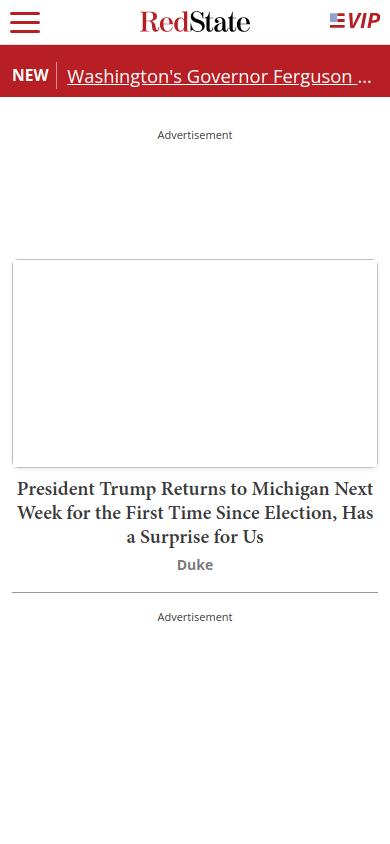 RedState
VIP
NEW
Washington's Governor Ferguson ...
Advertisement
President Trump Returns to Michigan Next
Week for the First Time Since Election, Has
a Surprise for Us
Duke
Advertisement